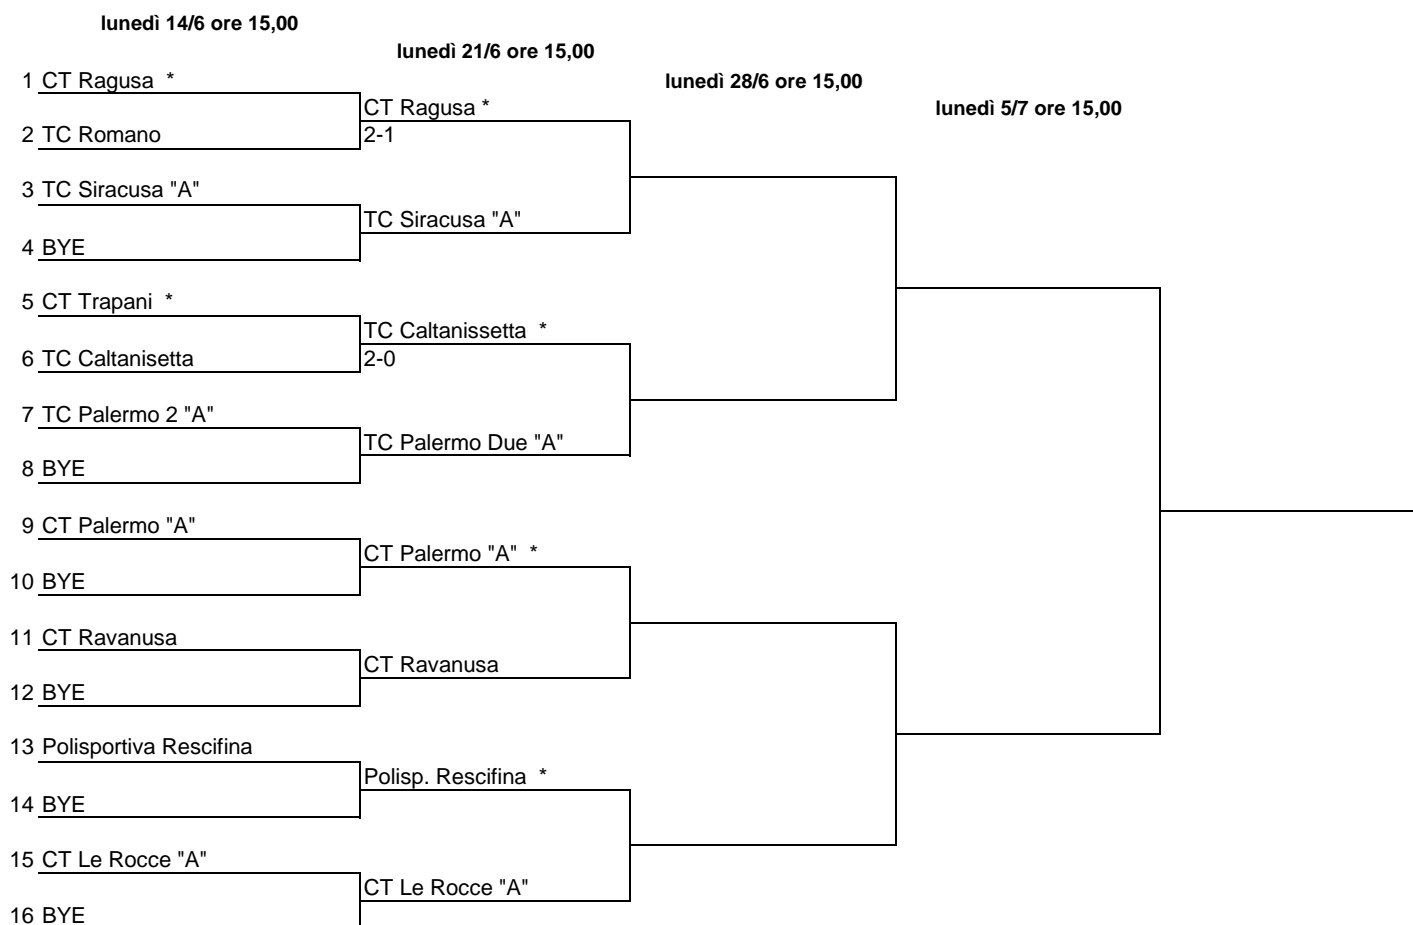 lunedì 14/6 ore 15,00
lunedì 21/6 ore 15,00
lunedì 28/6 ore 15,00
lunedì 5/7 ore 15,00
1 CT Ragusa *
CT Ragusa *
2 TC Romano
2-1
3 TC Siracusa "A"
TC Siracusa "A"
4 BYE
5 CT Trapani *
TC Caltanissetta *
6 TC Caltanisetta
2-0
7 TC Palermo 2 "A"
TC Palermo Due "A"
8 BYE
9 CT Palermo "A"
CT Palermo "A" *
10 BYE
11 CT Ravanusa
CT Ravanusa
12 BYE
13 Polisportiva Rescifina
Polisp. Rescifina *
14 BYE
15 CT Le Rocce "A"
CT Le Rocce "A"
16 BYE